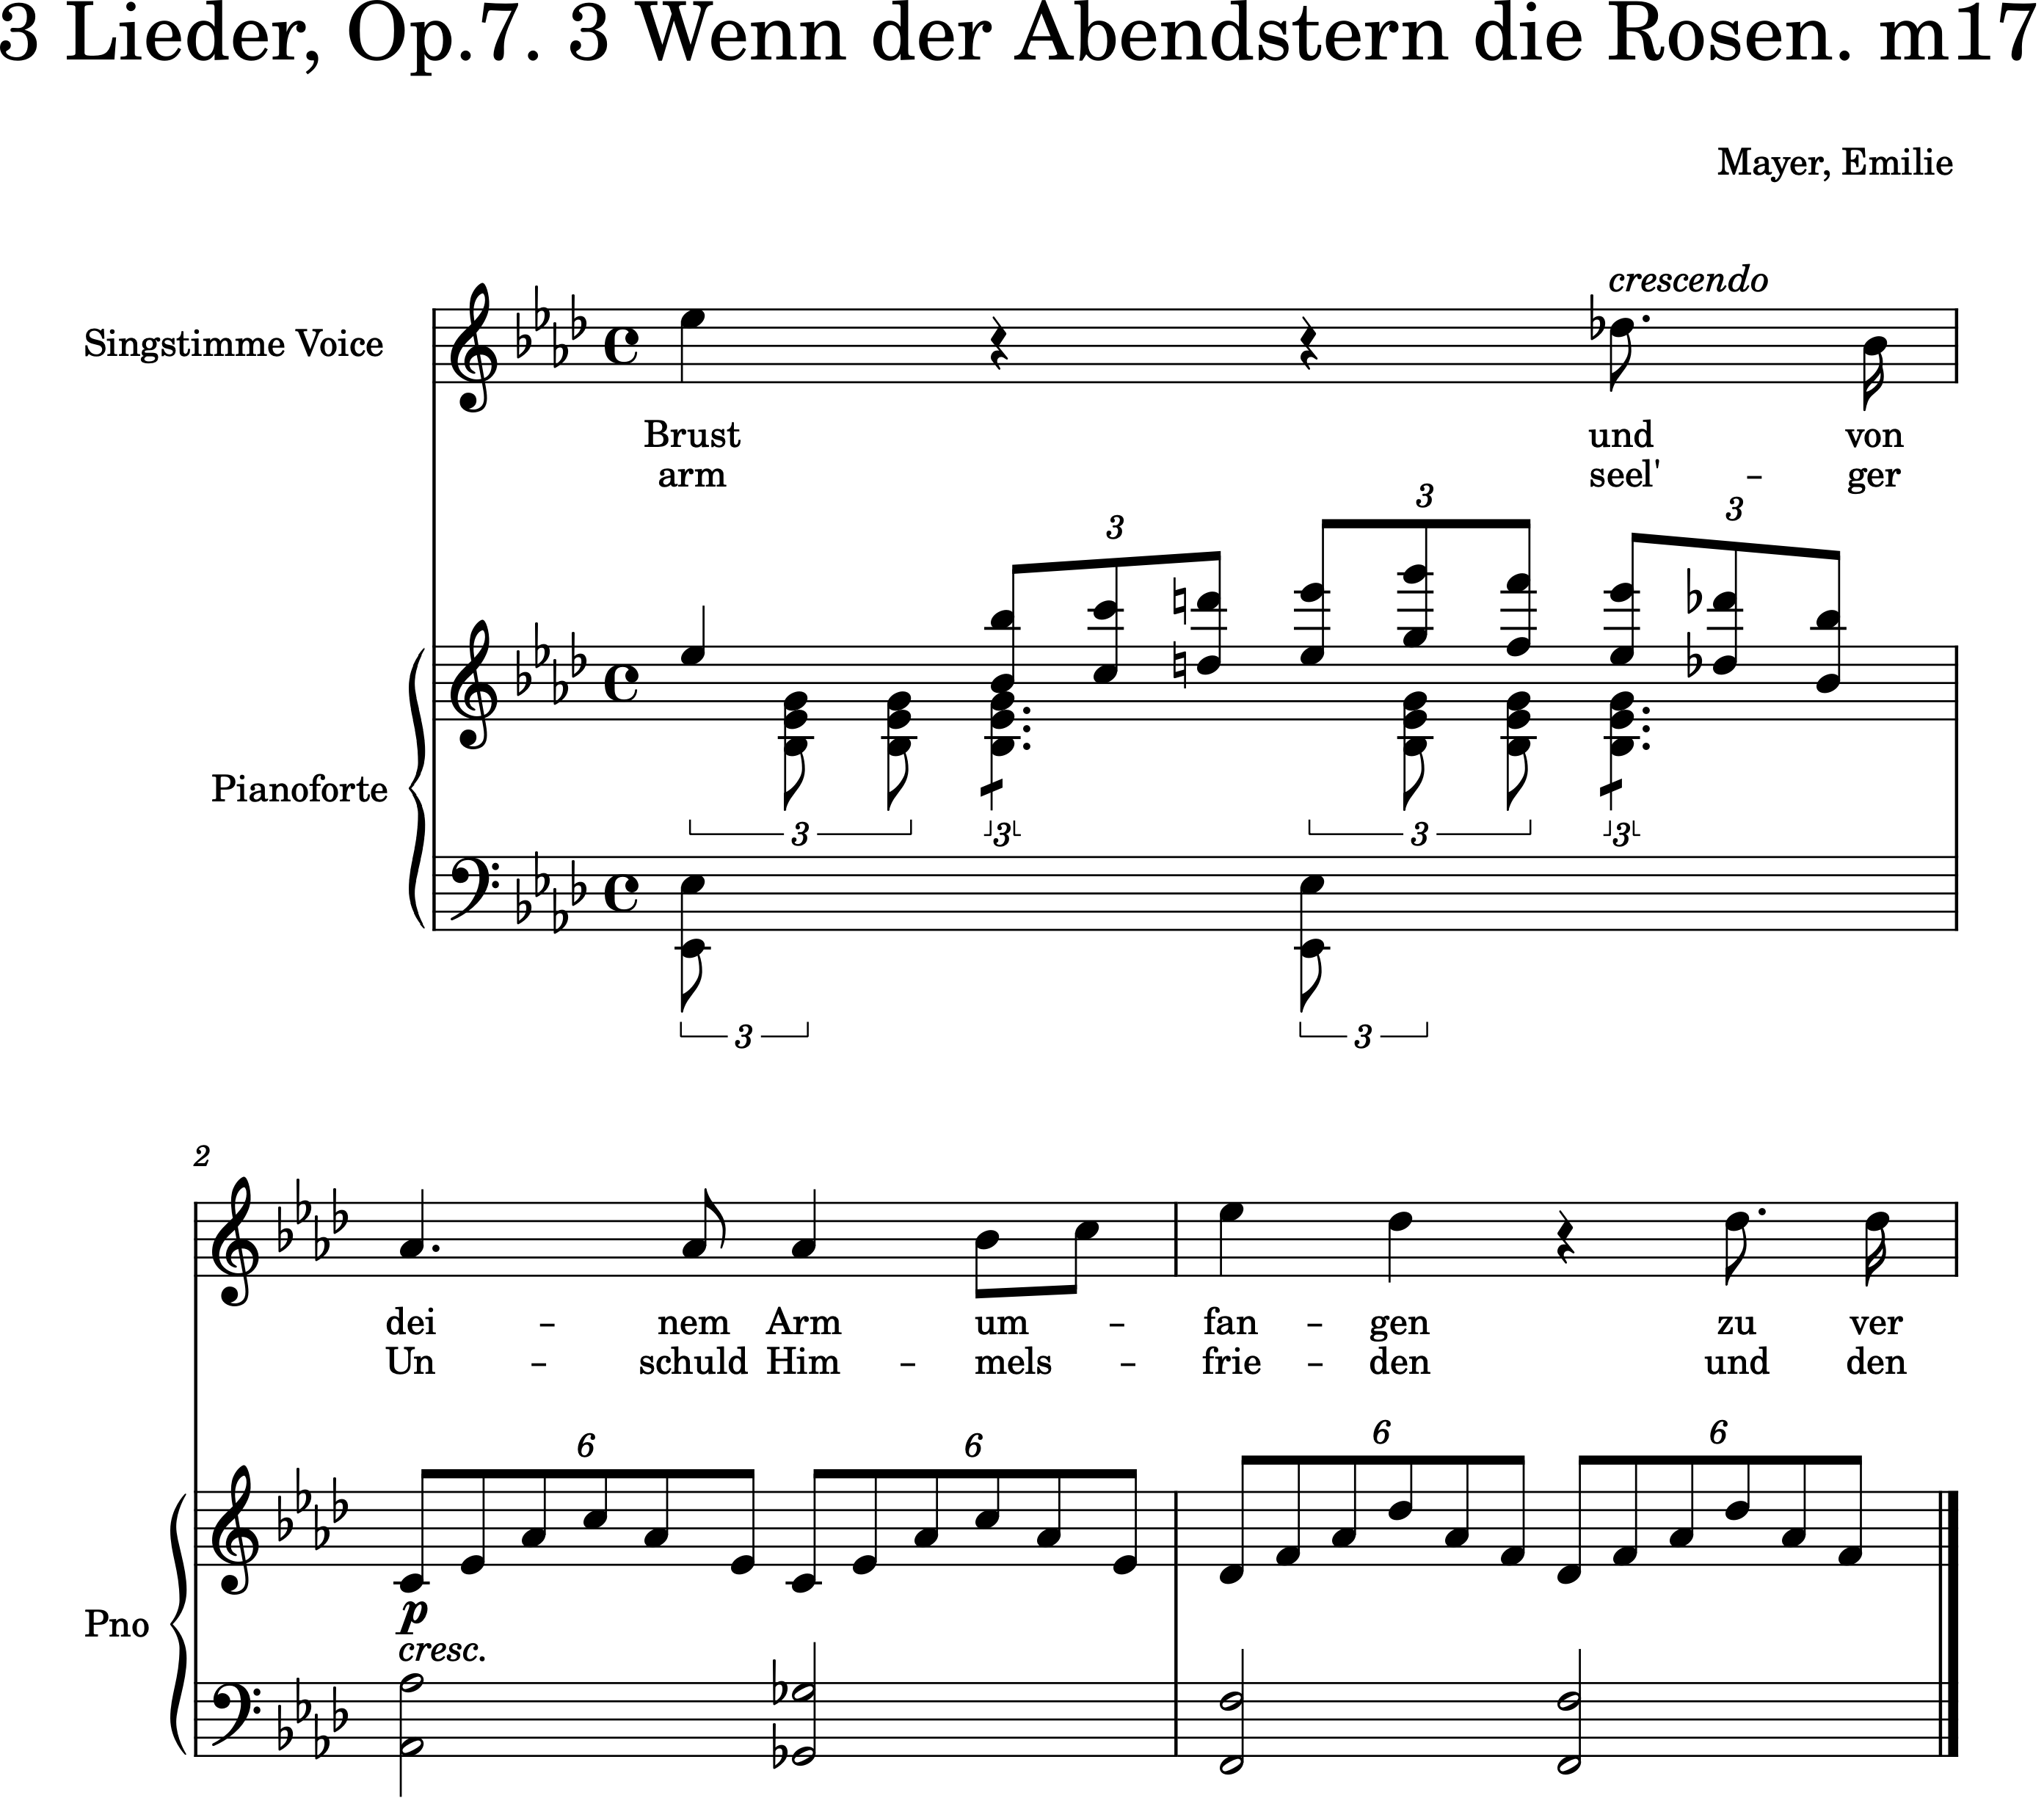 3 Lieder, Op.7. 3 Wenn der Abendstern die Rosen. m17
Mayer, Emilie
crescendo
Singstimme Voice
Brust und von
arm seel' - ger
3 3 3
Pianoforte
3 3 3 3
3 3
2
dei - nem Arm um - fan - gen zu ver
Un - schuld Him - mels - frie - den und den
6 6 6 6
Pno
p
cresc.